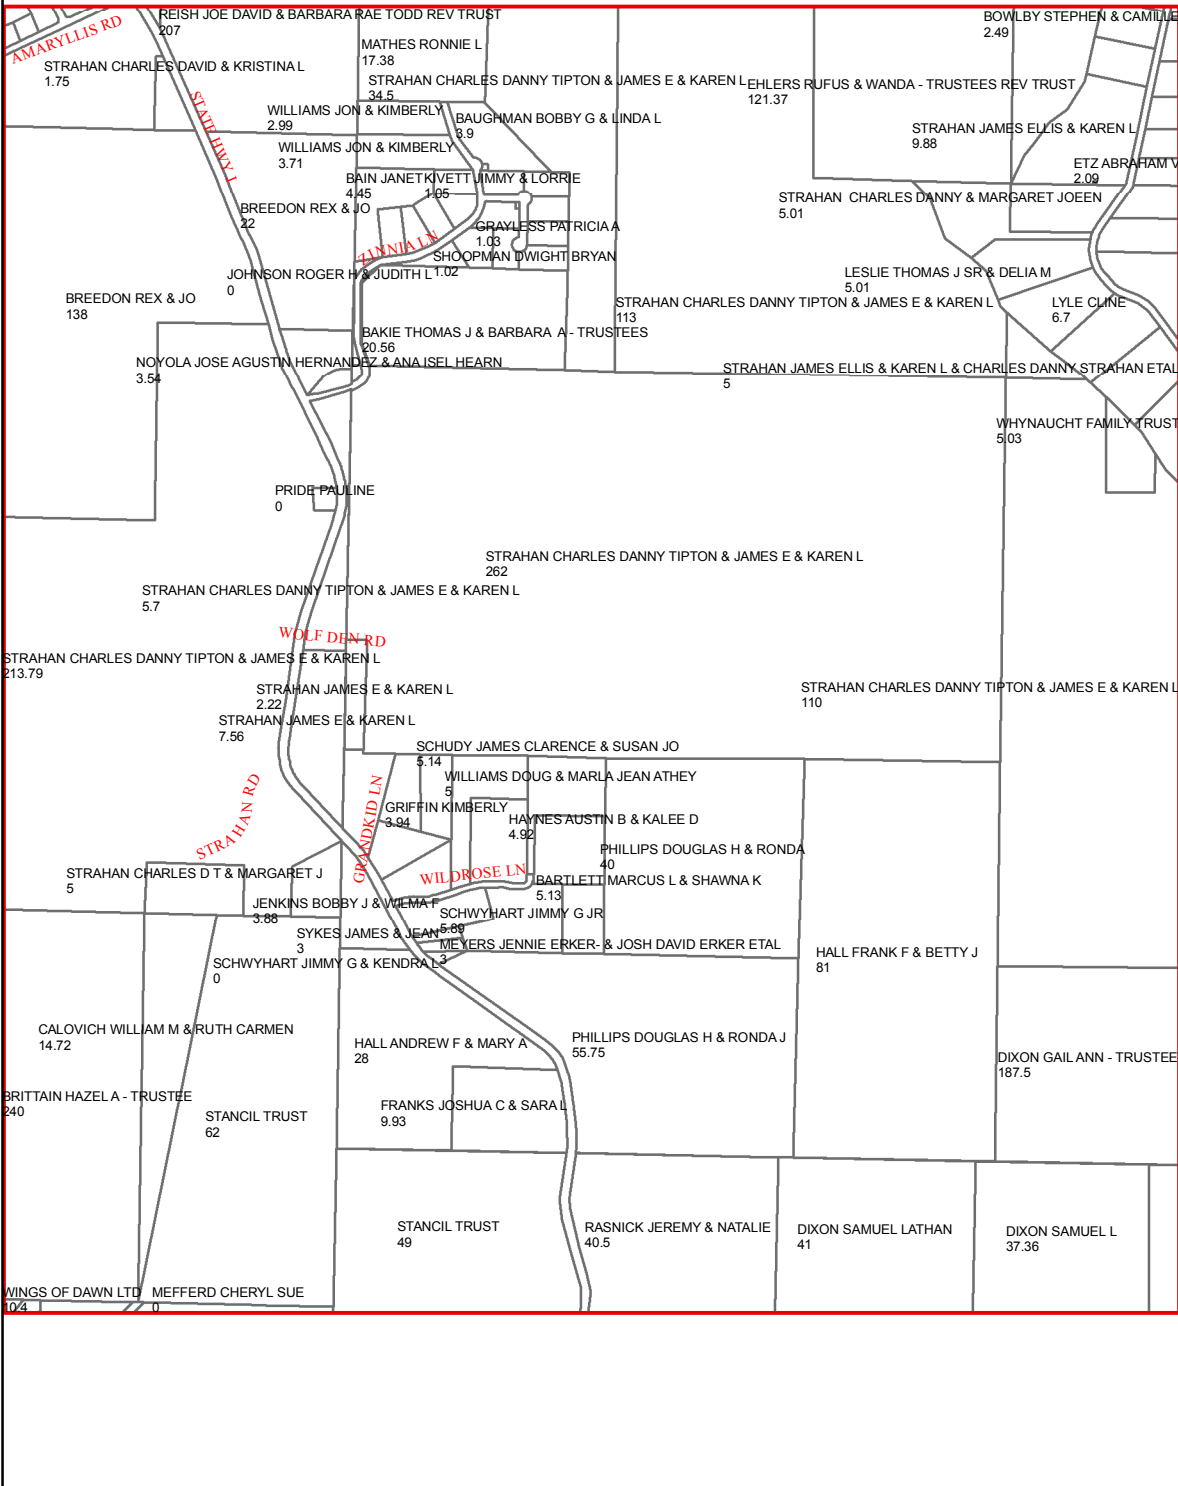 REISH JOE DAVID & BARBARA RAE TODD REV TRUST
207
BOWLBY STEPHEN & CAMILLE
2.49
AMARYLLIS RD
MATHES RONNIE L
17.38
STRAHAN CHARLES DAVID & KRISTINA L
1.75
STRAHAN CHARLES DANNY TIPTON & JAMES E & KAREN L
34.5
EHLERS RUFUS & WANDA - TRUSTEES REV TRUST
121.37
STATE HWY J
WILLIAMS JON & KIMBERLY
2.99
BAUGHMAN BOBBY G & LINDA L
3.9
STRAHAN JAMES ELLIS & KAREN L
9.88
WILLIAMS JON & KIMBERLY
3.71
ETZ ABRAHAM V
2.09
BAIN JANET
4.45
KIVETT JIMMY & LORRIE
1.05
STRAHAN CHARLES DANNY & MARGARET JOEEN
5.01
BREEDON REX & JO
22
GRAYLESS PATRICIA A
1.03
ZINNIA LN
SHOOPMAN DWIGHT BRYAN
1.02
JOHNSON ROGER H & JUDITH L
0
LESLIE THOMAS J SR & DELIA M
5.01
BREEDON REX & JO
138
STRAHAN CHARLES DANNY TIPTON & JAMES E & KAREN L
113
LYLE CLINE
6.7
BAKIE THOMAS J & BARBARA A - TRUSTEES
20.56
NOYOLA JOSE AGUSTIN HERNANDEZ & ANA ISEL HEARN
3.54
STRAHAN JAMES ELLIS & KAREN L & CHARLES DANNY STRAHAN ETAL
5
WHYNAUCHT FAMILY TRUST
5.03
PRIDE PAULINE
0
STRAHAN CHARLES DANNY TIPTON & JAMES E & KAREN L
262
STRAHAN CHARLES DANNY TIPTON & JAMES E & KAREN L
5.7
WOLF DEN RD
STRAHAN CHARLES DANNY TIPTON & JAMES E & KAREN L
213.79
STRAHAN JAMES E & KAREN L
2.22
STRAHAN CHARLES DANNY TIPTON & JAMES E & KAREN L
110
STRAHAN JAMES E & KAREN L
7.56
SCHUDY JAMES CLARENCE & SUSAN JO
5.14
WILLIAMS DOUG & MARLA JEAN ATHEY
5
STRAHAN RD
GRANDKID LN
GRIFFIN KIMBERLY
3.94
HAYNES AUSTIN B & KALEE D
4.92
PHILLIPS DOUGLAS H & RONDA
40
STRAHAN CHARLES D T & MARGARET J
5
WILDROSE LN
BARTLETT MARCUS L & SHAWNA K
5.13
JENKINS BOBBY J & WILMA F
3.88
SCHWYHART JIMMY G JR
5.89
SYKES JAMES & JEAN
3
MEYERS JENNIE ERKER- & JOSH DAVID ERKER ETAL
3
HALL FRANK F & BETTY J
81
SCHWYHART JIMMY G & KENDRA L
0
CALOVICH WILLIAM M & RUTH CARMEN
14.72
HALL ANDREW F & MARY A
28
PHILLIPS DOUGLAS H & RONDA J
55.75
DIXON GAIL ANN - TRUSTEE
187.5
BRITTAIN HAZEL A - TRUSTEE
240
STANCIL TRUST
62
FRANKS JOSHUA C & SARA L
9.93
STANCIL TRUST
49
RASNICK JEREMY & NATALIE
40.5
DIXON SAMUEL LATHAN
41
DIXON SAMUEL L
37.36
WINGS OF DAWN LTD
10.4
MEFFERD CHERYL SUE
0